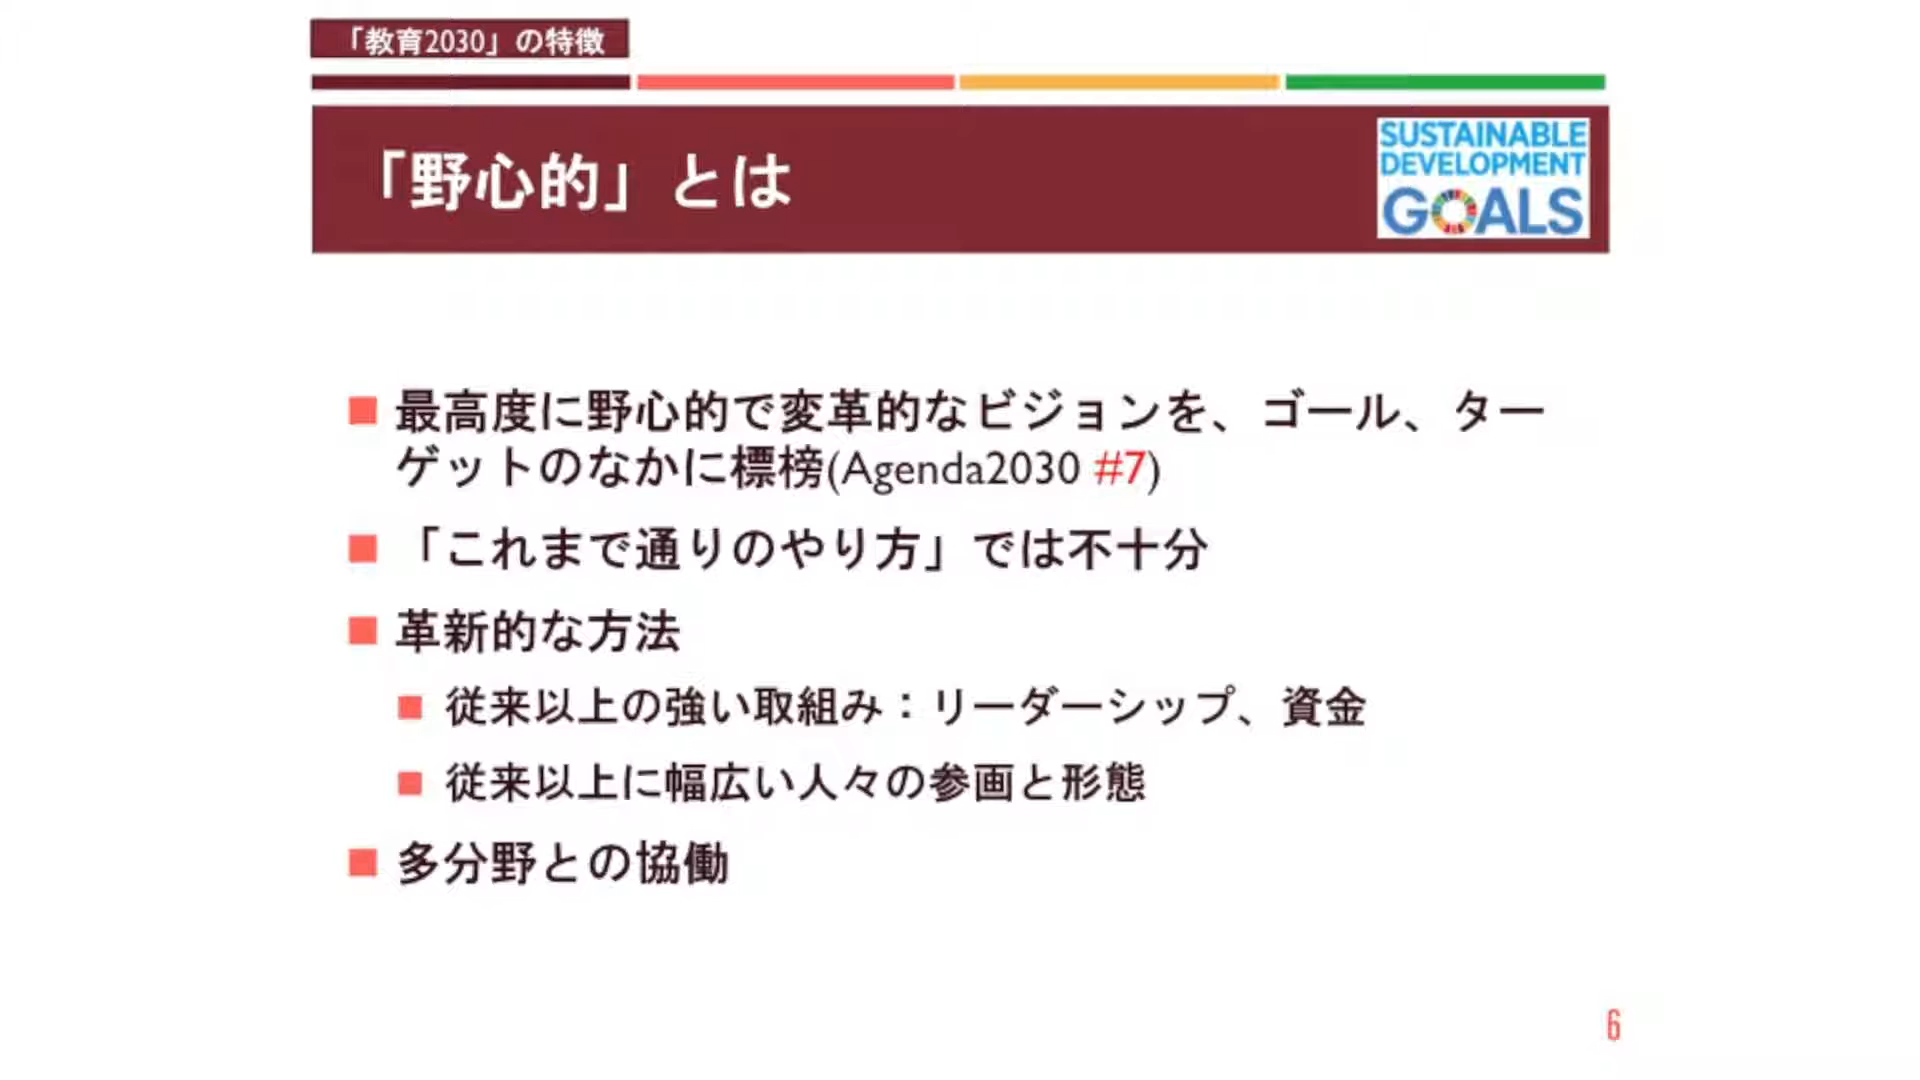 「教育2030」の特徴
「野心的」とは
SUSTAINABLE
DEVELOPMENT
GOALS
最高度に野心的で変革的なビジョンを、ゴール、ター
ゲットのなかに標榜(Agenda2030 #7)
「これまで通りのやり方」では不十分
革新的な方法
従来以上の強い取組み：リーダーシップ、資金
従来以上に幅広い人々の参画と形態
多分野との協働
6